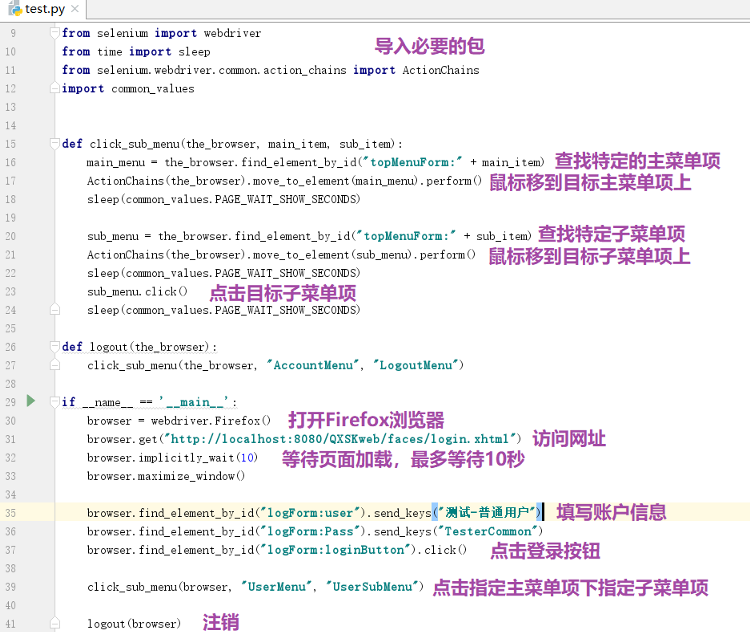 test.py
9 from selenium import webdriver
10 from time import sleep 导入必要的包
11 from selenium.webdriver.common.action_chains import ActionChains
12 import common_values
13
14
15 def click_sub_menu(the_browser, main_item, sub_item):
16 main_menu = the_browser.find_element_by_id("topMenuForm:" + main_item) 查找特定的主菜单项
17 ActionChains(the_browser).move_to_element(main_menu).perform() 鼠标移到目标主菜单项上
18 sleep(common_values.PAGE_WAIT_SHOW_SECONDS)
19
20 sub_menu = the_browser.find_element_by_id("topMenuForm:" + sub_item) 查找特定子菜单项
21 ActionChains(the_browser).move_to_element(sub_menu).perform() 鼠标移到目标子菜单项上
22 sleep(common_values.PAGE_WAIT_SHOW_SECONDS)
23 sub_menu.click() 点击目标子菜单项
24 sleep(common_values.PAGE_WAIT_SHOW_SECONDS)
25
26 def logout(the_browser):
27 click_sub_menu(the_browser, "AccountMenu", "LogoutMenu")
28
29 if __name__ == '__main__':
30 browser = webdriver.Firefox() 打开Firefox浏览器
31 browser.get("http://localhost:8080/QXSKweb/faces/login.xhtml") 访问网址
32 browser.implicitly_wait(10) 等待页面加载，最多等待10秒
33 browser.maximize_window()
34
35 browser.find_element_by_id("logForm:user").send_keys("测试-普通用户") 填写账户信息
36 browser.find_element_by_id("logForm:Pass").send_keys("TesterCommon")
37 browser.find_element_by_id("logForm:loginButton").click() 点击登录按钮
38
39 click_sub_menu(browser, "UserMenu", "UserSubMenu") 点击指定主菜单项下指定子菜单项
40
41 logout(browser) 注销